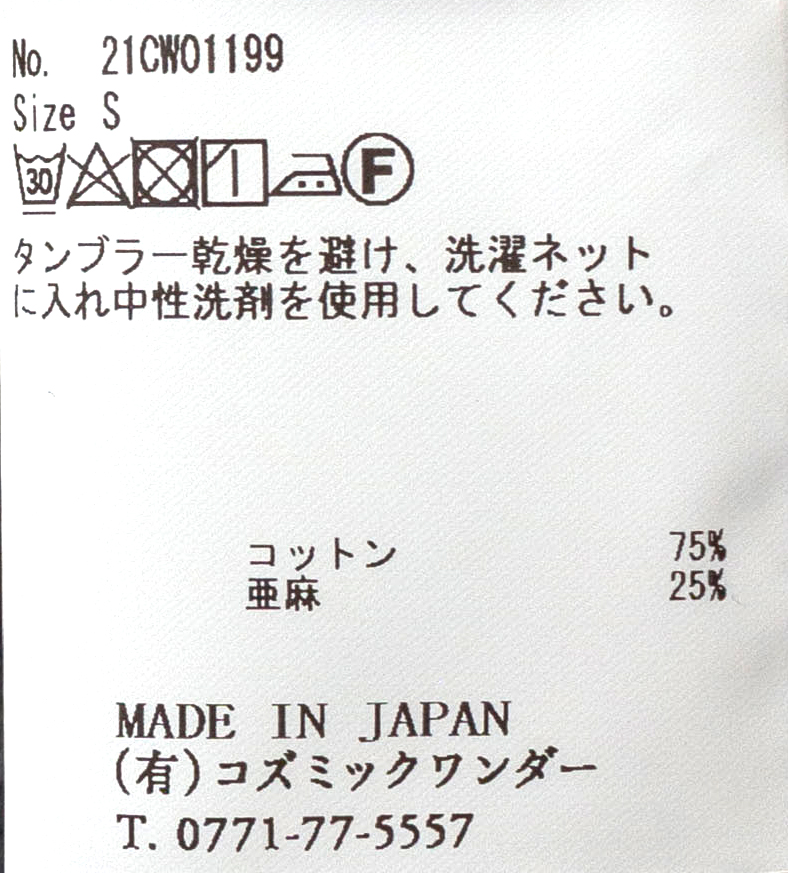 No. 21CW01199
Size S
30
F
タンブラー乾燥を避け、洗濯ネット
に入れ中性洗剤を使用してください。
コットン 75%
亜麻 25%
MADE IN JAPAN
(有)コズミックワンダー
T. 0771-77-5557